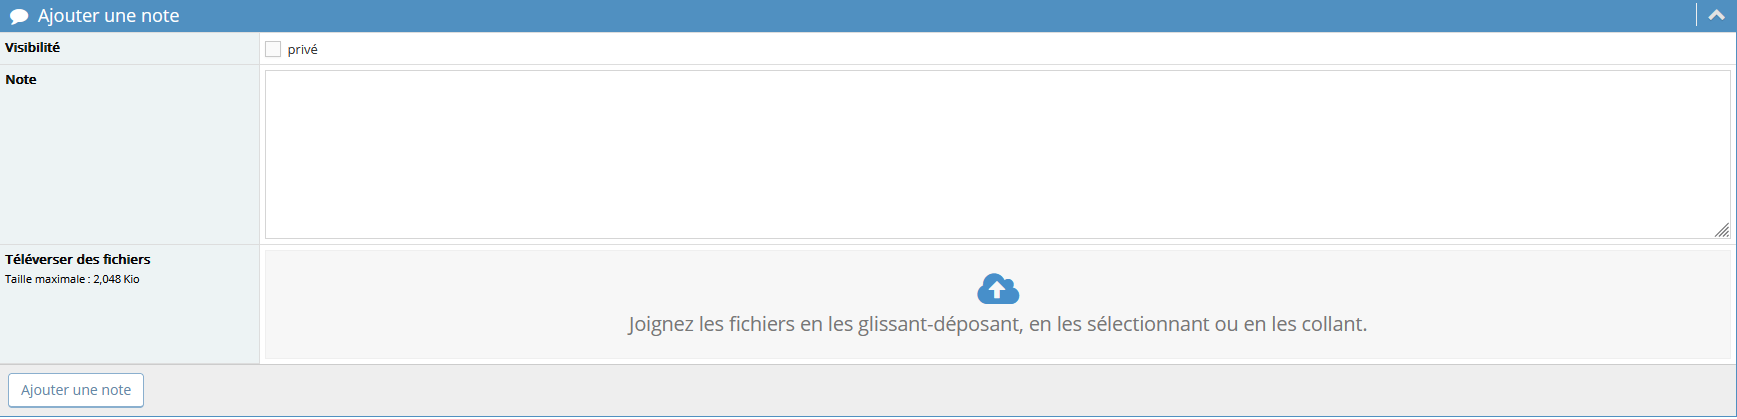 Ajouter une note
Visibilité
privé
Note
Téléverser des fichiers
Taille maximale : 2,048 Kio
Joignez les fichiers en les glissant-déposant, en les sélectionnant ou en les collant.
Ajouter une note